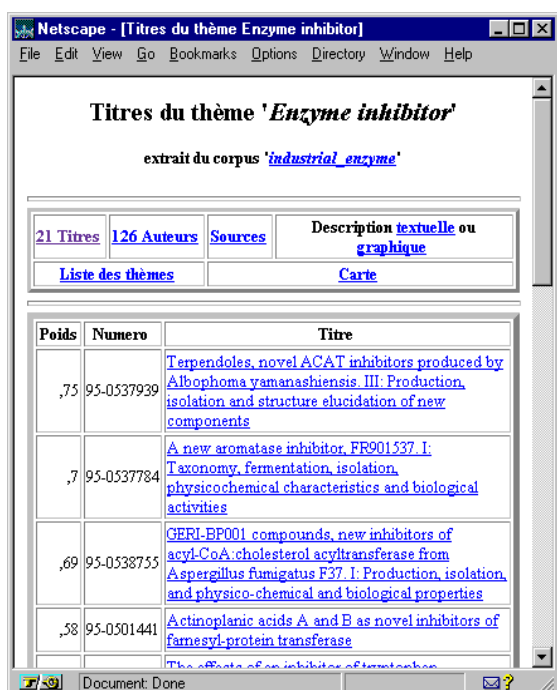 Netscape - [Titres du thème Enzyme inhibitor]
File Edit View Go Bookmarks Options Directory Window Help
Titres du thème 'Enzyme inhibitor'
extrait du corpus 'industrial_enzyme'
21 Titres 126 Auteurs Sources Description textuelle ou
graphique
Liste des thèmes Carte
Poids Numero Titre
Terpendoles, novel ACAT inhibitors produced by
Albophoma yamanashiensis. III: Production,
,75 95-0537939 isolation and structure elucidation of new
components
A new aromatase inhibitor, FR901537. I:
Taxonomy, fermentation, isolation,
,7 95-0537784 physicochemical characteristics and biological
activities
GERI-BP001 compounds, new inhibitors of
acyl-CoA:cholesterol acyltransferase from
,69 95-0538755 Aspergillus fumigatus F37. I: Production, isolation,
and physico-chemical and biological properties
,58 95-0501441 Actinoplanic acids A and B as novel inhibitors of
farnesyl-protein transferase
The effects of an inhibitor of tryptophan
Document: Done